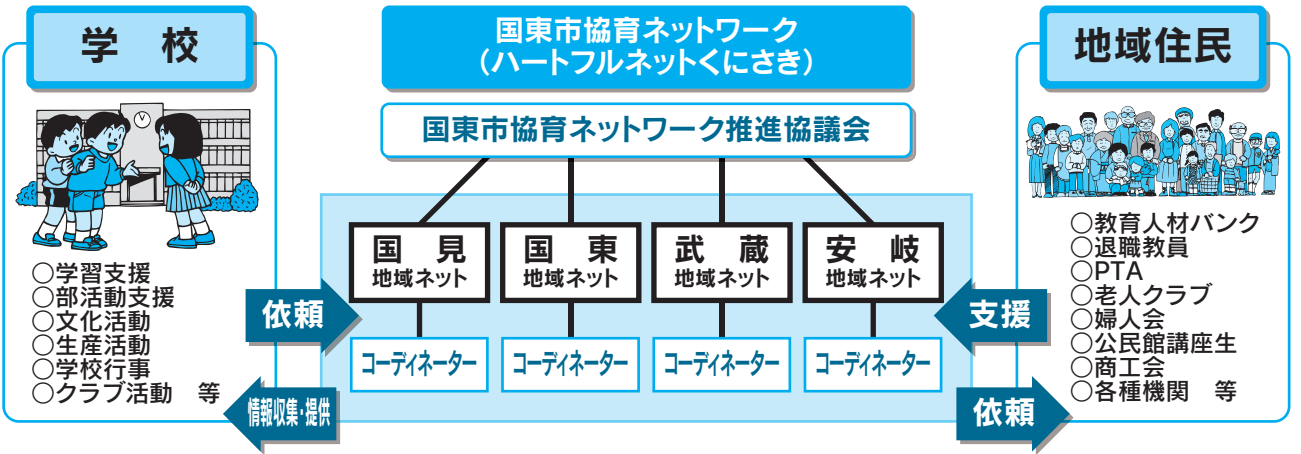 学 校
○学習支援
○部活動支援
○文化活動
○生産活動
○学校行事
○クラブ活動 等
国東市協育ネットワーク
(ハートフルネットくにさき)
国東市協育ネットワーク推進協議会
国 見
地域ネット
国 東
地域ネット
武 蔵
地域ネット
安 岐
地域ネット
コーディネーター
コーディネーター
コーディネーター
コーディネーター
依頼
情報収集・提供
支援
依頼
地域住民
○教育人材バンク
○退職教員
○PTA
○老人クラブ
○婦人会
○公民館講座生
○商工会
○各種機関 等